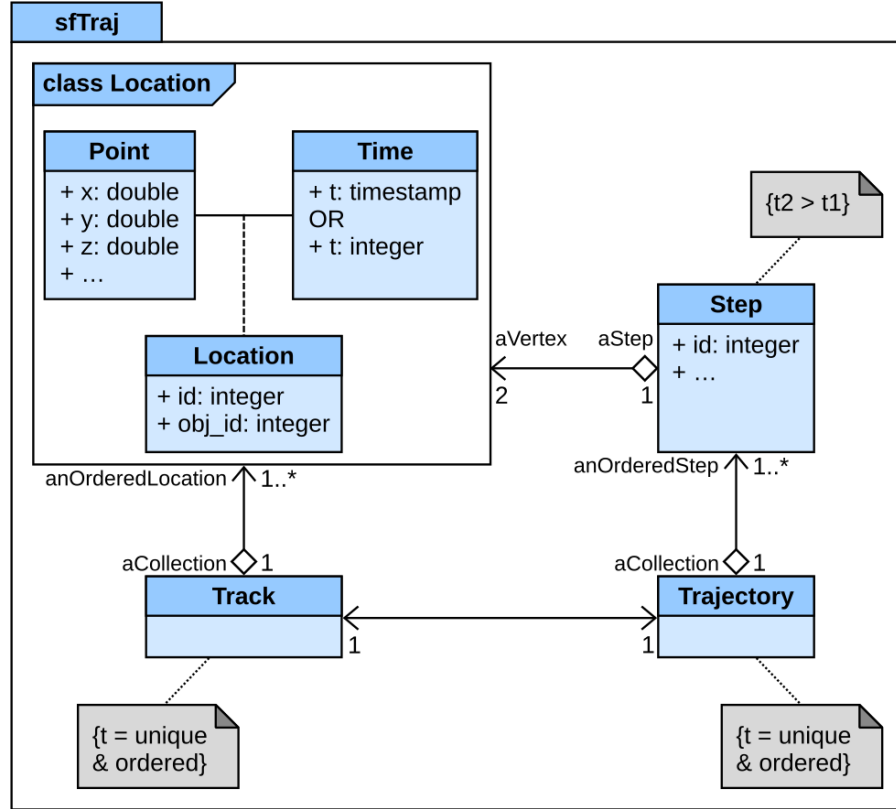 sfTraj
class Location
Point
+ x: double
+ y: double
+ z: double
+ …
Time
+ t: timestamp
OR
+ t: integer
Location
+ id: integer
+ obj_id: integer
{t2 > t1}
Step
+ id: integer
+ …
aVertex
aStep
2
1
anOrderedLocation
1..*
anOrderedStep
1..*
aCollection
1
aCollection
1
Track
Trajectory
1
1
{t = unique
& ordered}
{t = unique
& ordered}